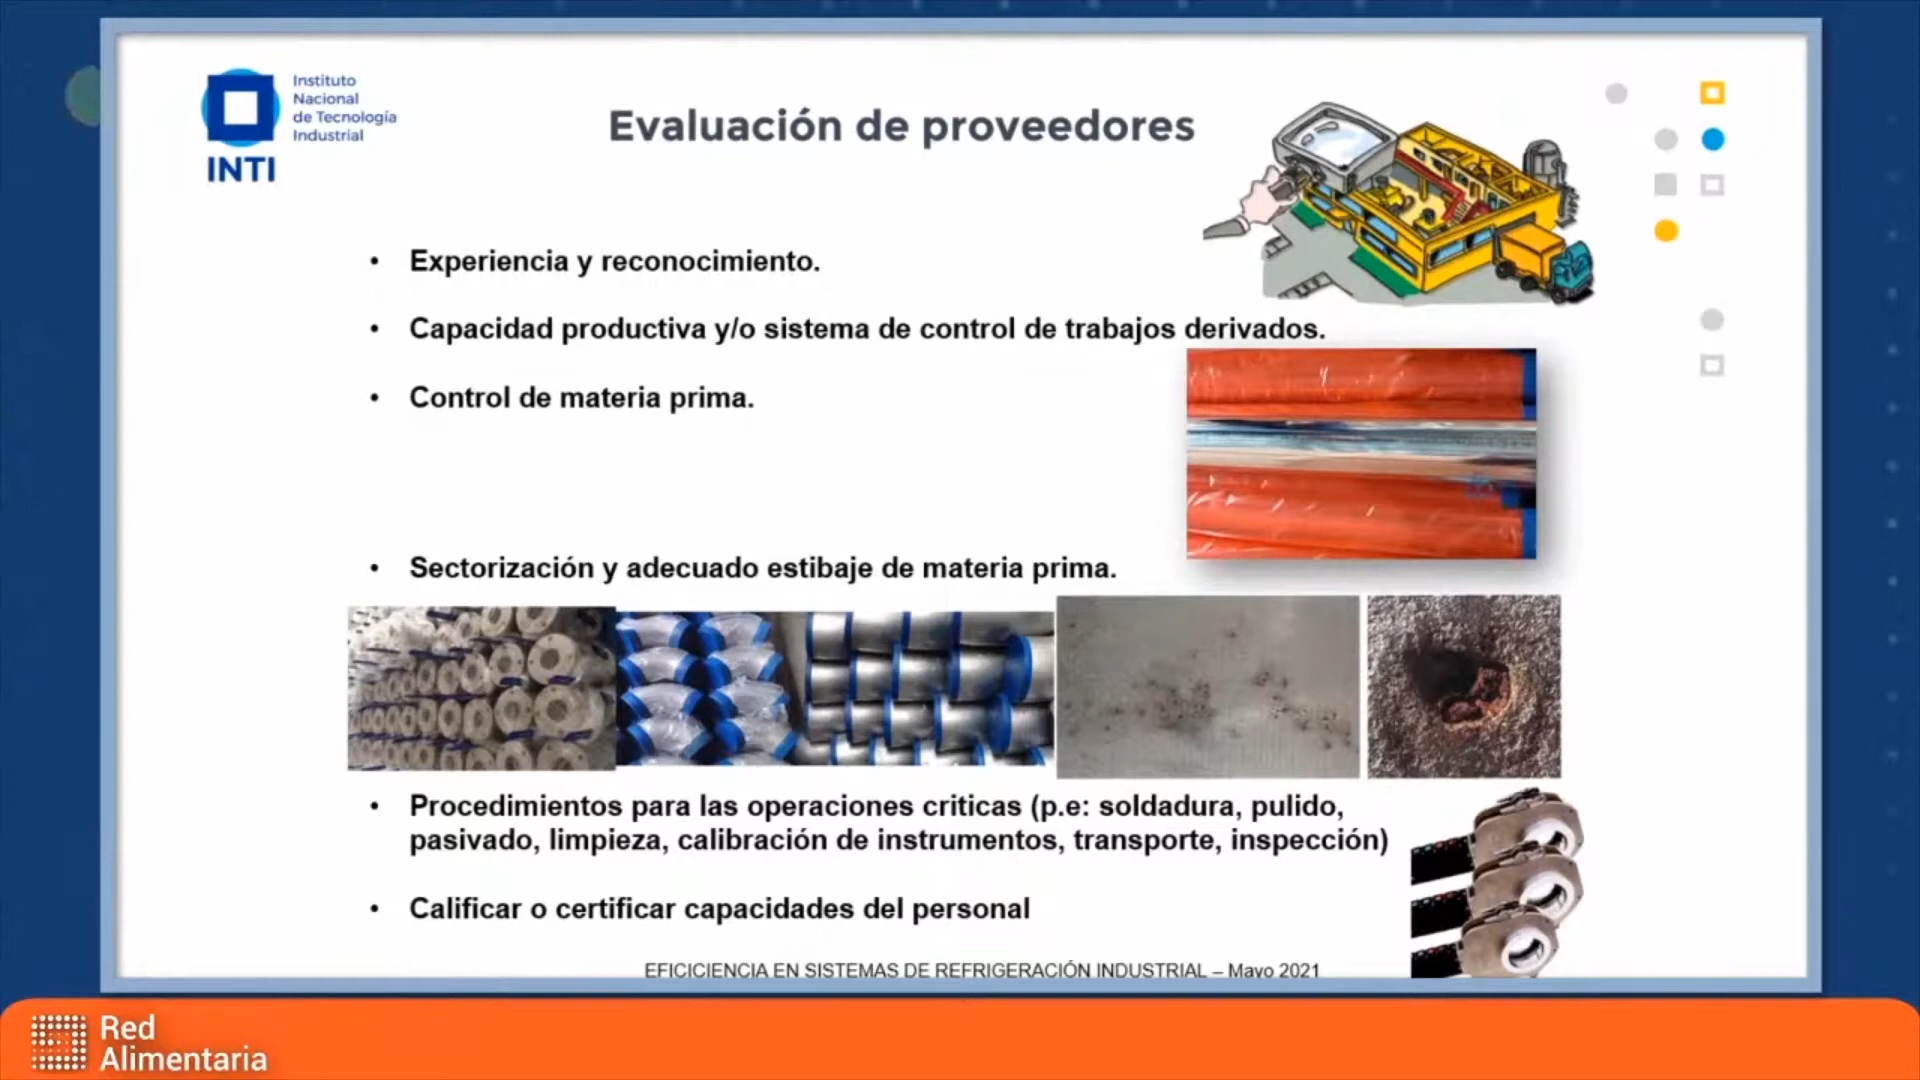 Instituto
Nacional
de Tecnología
Industrial
INTI
Evaluación de proveedores
• Experiencia y reconocimiento.
• Capacidad productiva y/o sistema de control de trabajos derivados.
• Control de materia prima.
• Sectorización y adecuado estibaje de materia prima.
• Procedimientos para las operaciones criticas (p.e: soldadura, pulido,
pasivado, limpieza, calibración de instrumentos, transporte, inspección)
• Calificar o certificar capacidades del personal
EFICICIENCIA EN SISTEMAS DE REFRIGERACIÓN INDUSTRIAL – Mayo 2021
Red
Alimentaria